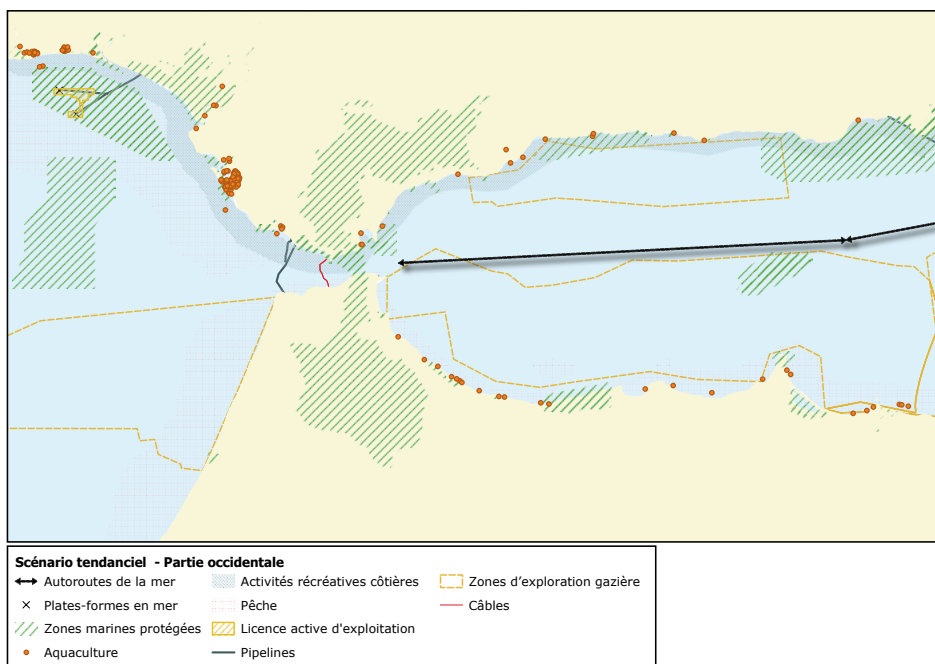 Scénario tendanciel - Partie occidentale
Autoroutes de la mer
Activités récréatives côtières
Zones d'exploration gazière
Plates-formes en mer
Pêche
Câbles
Zones marines protégées
Licence active d'exploitation
Aquaculture
Pipelines